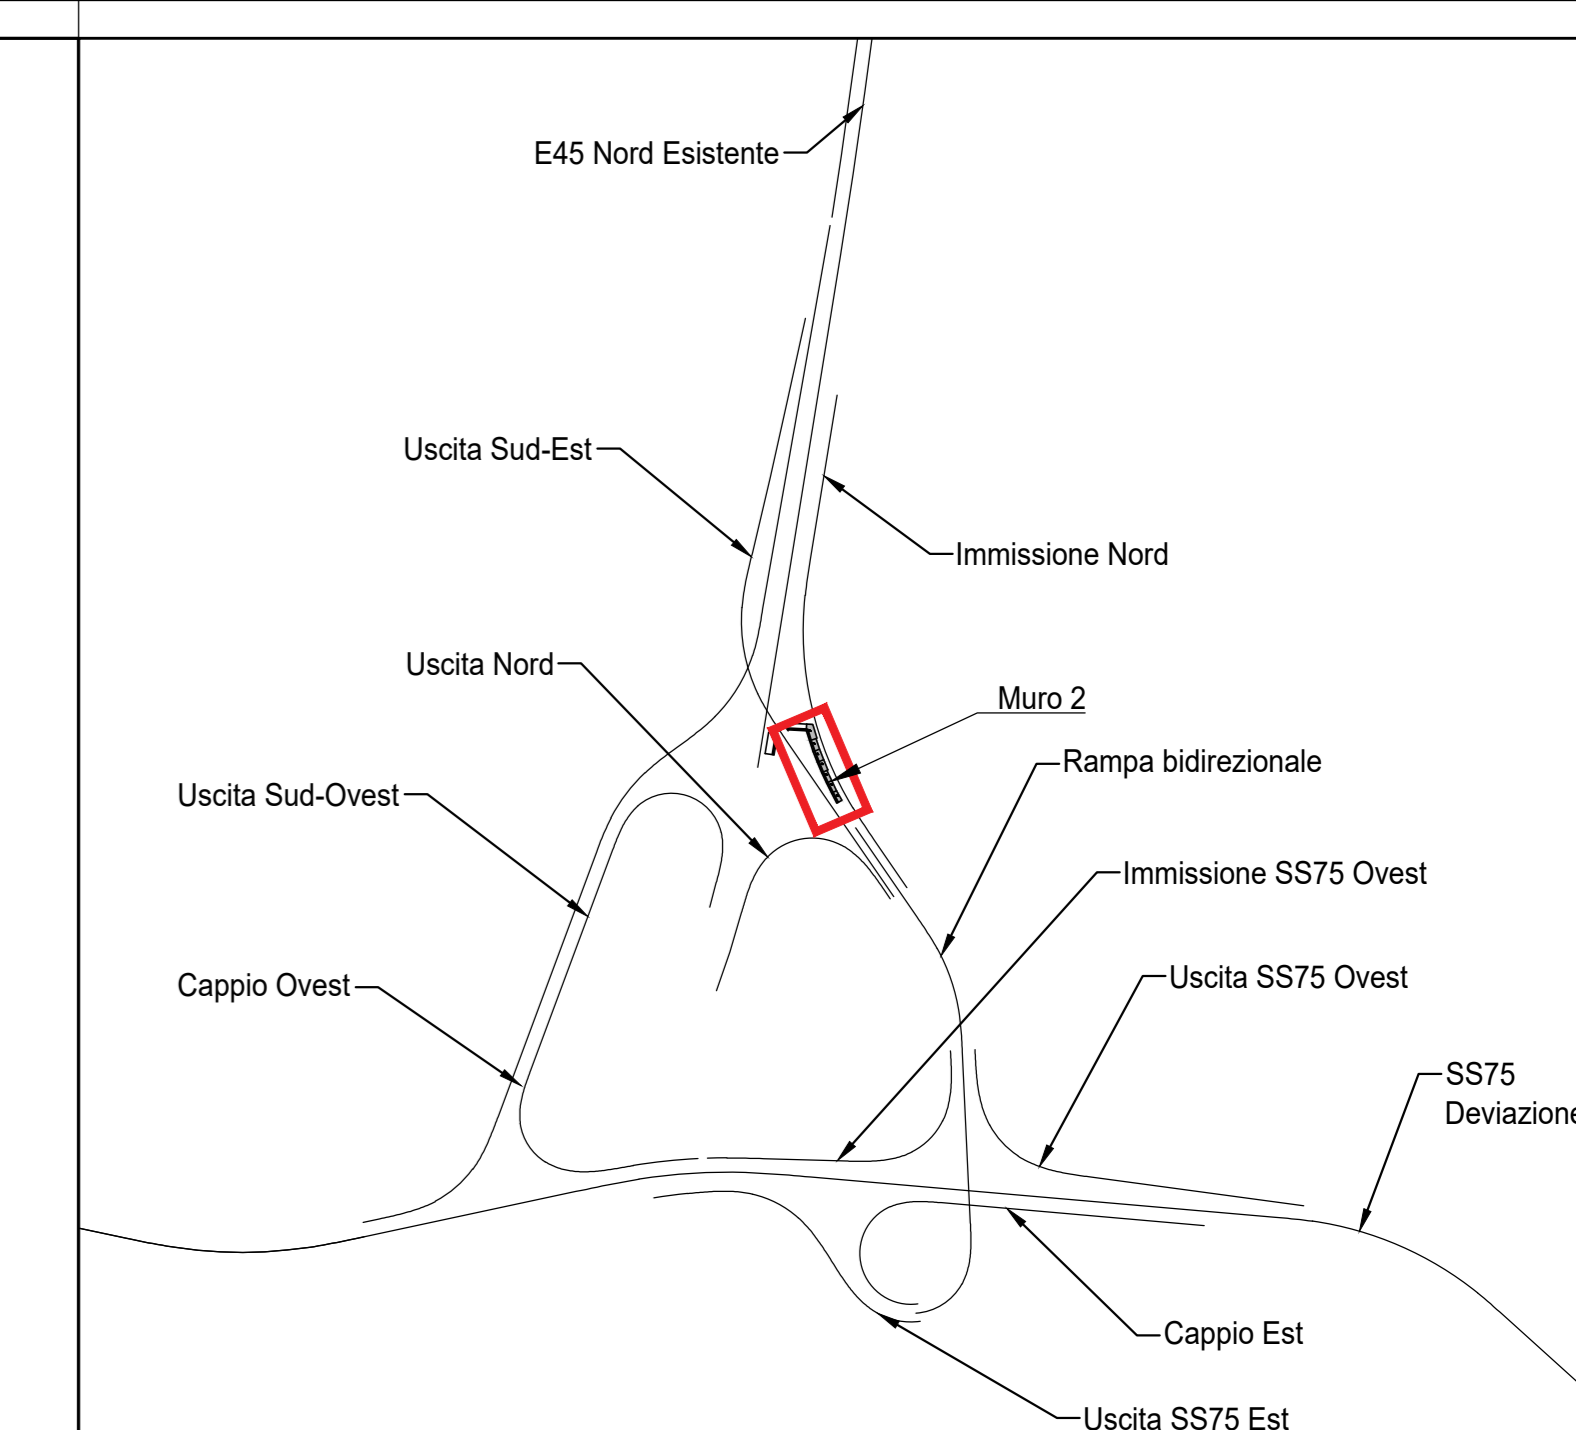 E45 Nord Esistente
Uscita Sud-Est
Immissione Nord
Uscita Nord
Muro 2
Rampa bidirezionale
Uscita Sud-Ovest
Immissione SS75 Ovest
Cappio Ovest
Uscita SS75 Ovest
SS75
Deviazione
Cappio Est
Uscita SS75 Est